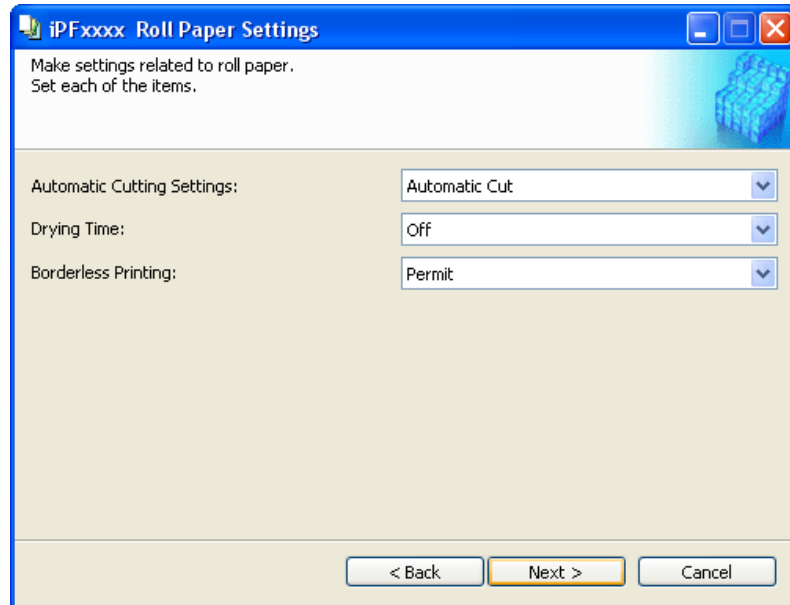 iPFxxxx Roll Paper Settings
Make settings related to roll paper.
Set each of the items.
Automatic Cutting Settings: Automatic Cut
Drying Time: Off
Borderless Printing: Permit
< Back Next > Cancel